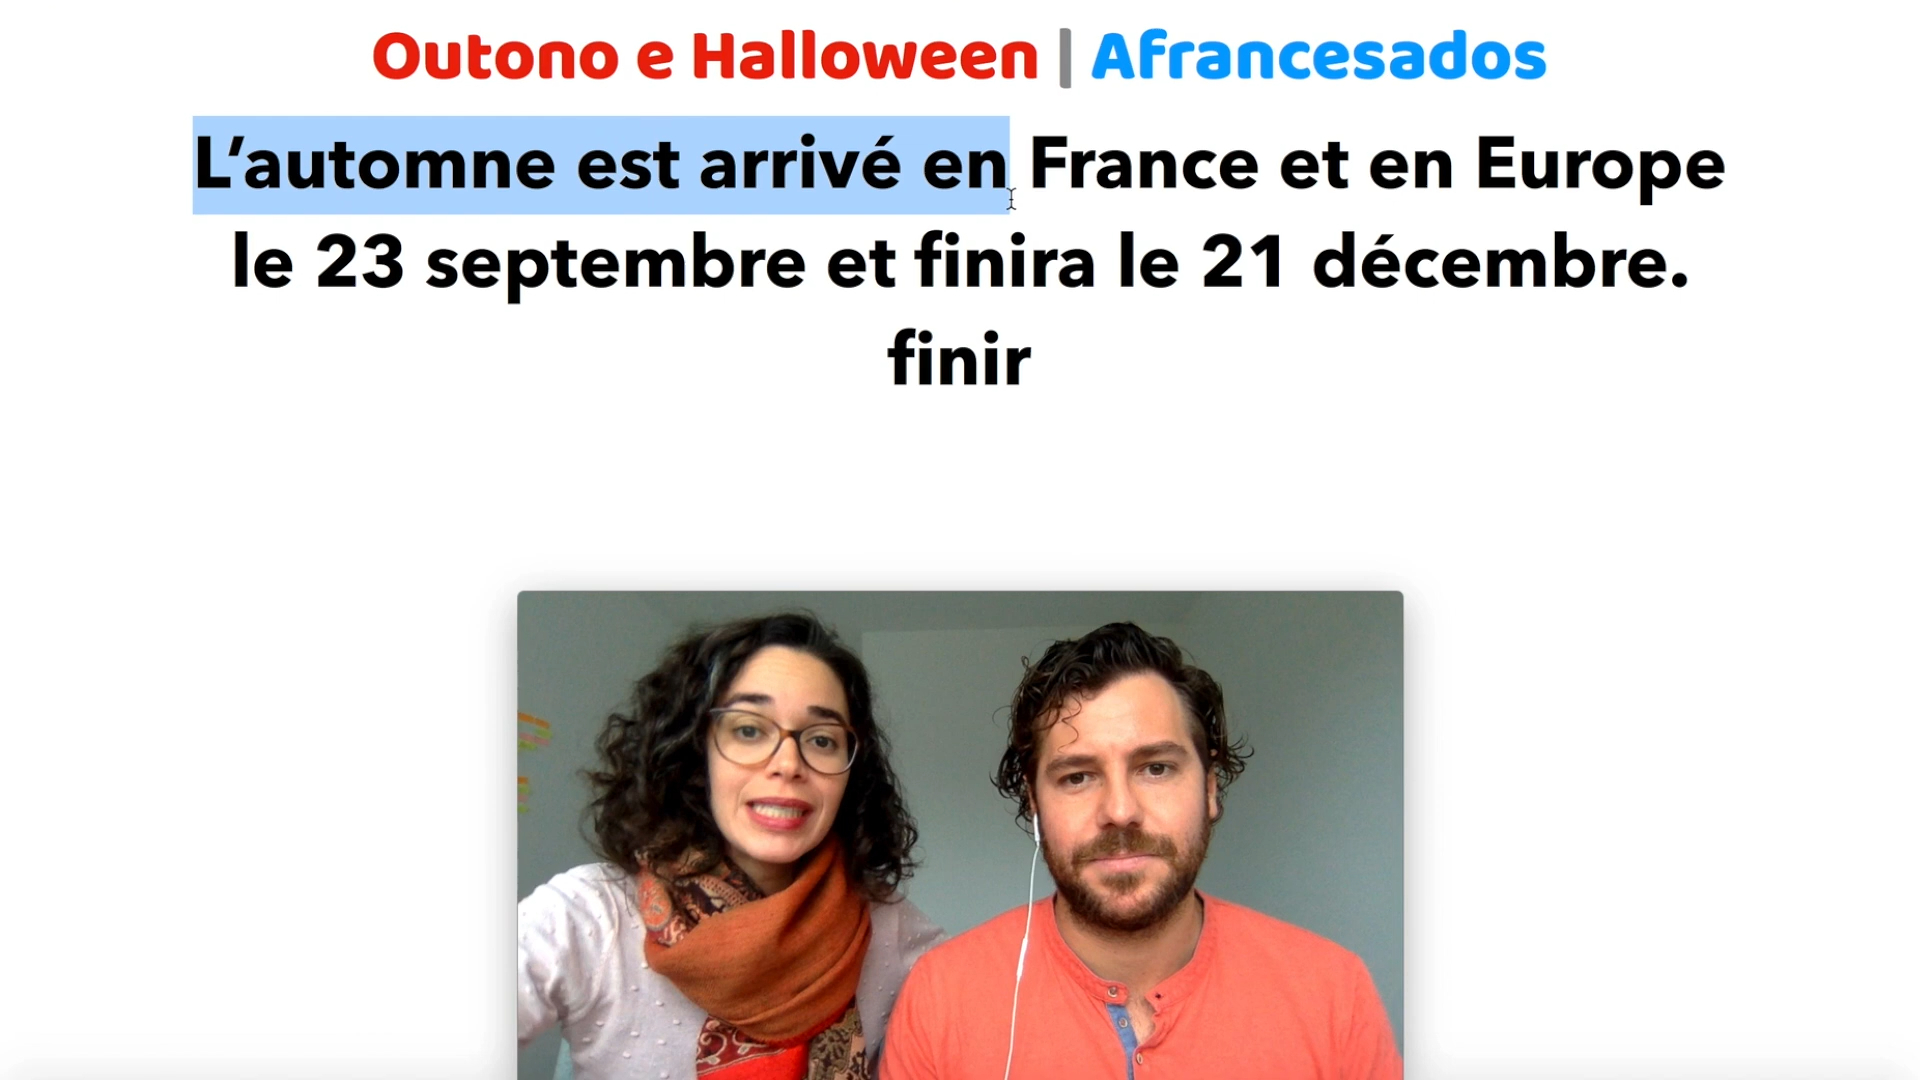 Outono e Halloween | Afrancesados
L’automne est arrivé en France et en Europe
le 23 septembre et finira le 21 décembre.
finir